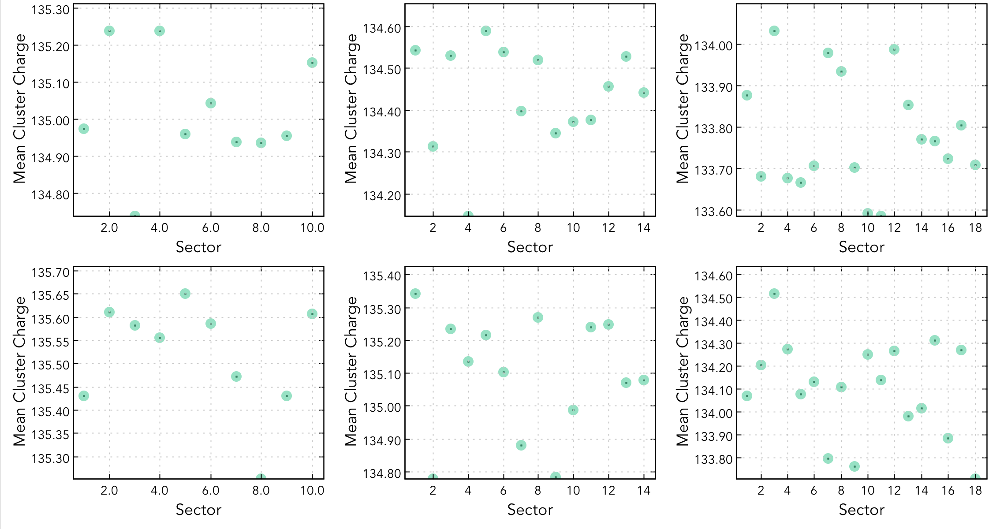 Mean Cluster Charge
135.30
135.20
135.10
135.00
134.90
134.80
2.0 4.0 6.0 8.0 10.0
Sector
Mean Cluster Charge
134.60
134.50
134.40
134.30
134.20
2 4 6 8 10 12 14
Sector
Mean Cluster Charge
134.00
133.90
133.80
133.70
133.60
2 4 6 8 10 12 14 16 18
Sector
Mean Cluster Charge
135.70
135.65
135.60
135.55
135.50
135.45
135.40
135.35
135.30
2.0 4.0 6.0 8.0 10.0
Sector
Mean Cluster Charge
135.40
135.30
135.20
135.10
135.00
134.90
134.80
2 4 6 8 10 12 14
Sector
Mean Cluster Charge
134.60
134.50
134.40
134.30
134.20
134.10
134.00
133.90
133.80
2 4 6 8 10 12 14 16 18
Sector